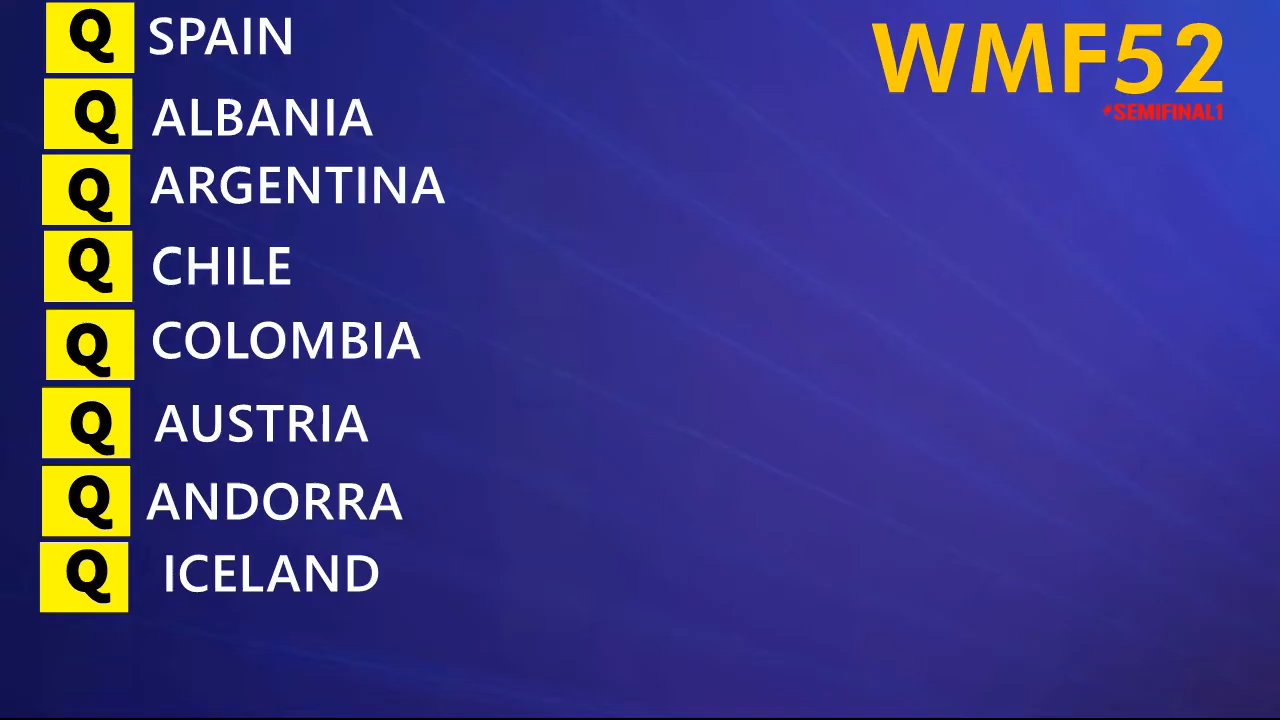 Q SPAIN
Q ALBANIA
Q ARGENTINA
Q CHILE
Q COLOMBIA
Q AUSTRIA
Q ANDORRA
Q ICELAND
WMF52
#SEMIFINAL1